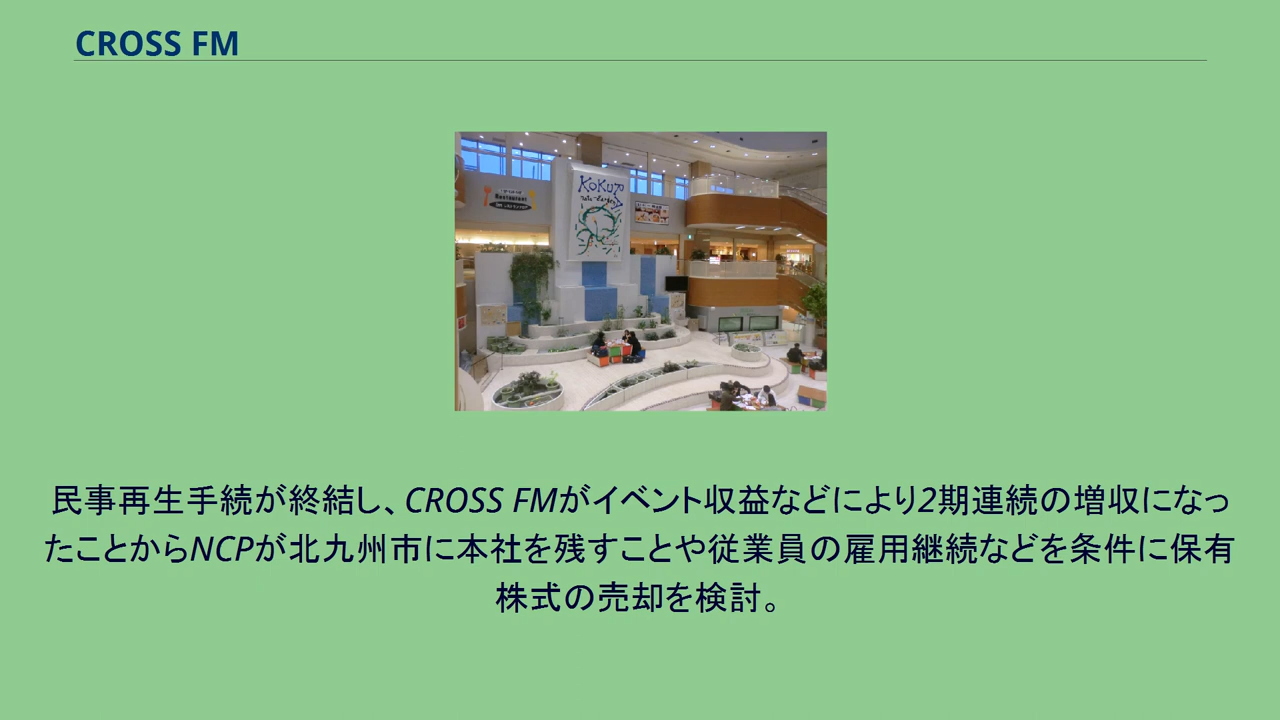 CROSS FM
KOKURA
Restaurant
民事再生手続が終結し、CROSS FMがイベント収益などにより2期連続の増収になっ
たことからNCPが北九州市に本社を残すことや従業員の雇用継続などを条件に保有
株式の売却を検討。